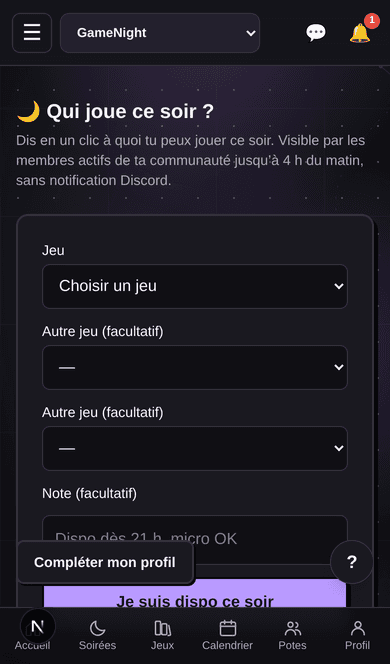 GameNight
1
Qui joue ce soir ?
Dis en un clic à quoi tu peux jouer ce soir. Visible par les
membres actifs de ta communauté jusqu'à 4 h du matin,
sans notification Discord.
Jeu
Choisir un jeu
Autre jeu (facultatif)
—
Autre jeu (facultatif)
—
Note (facultatif)
Dispo dès 21 h, micro OK
Compléter mon profil
?
Je suis dispo ce soir
N
Accueil
Soirées
Jeux
Calendrier
Potes
Profil